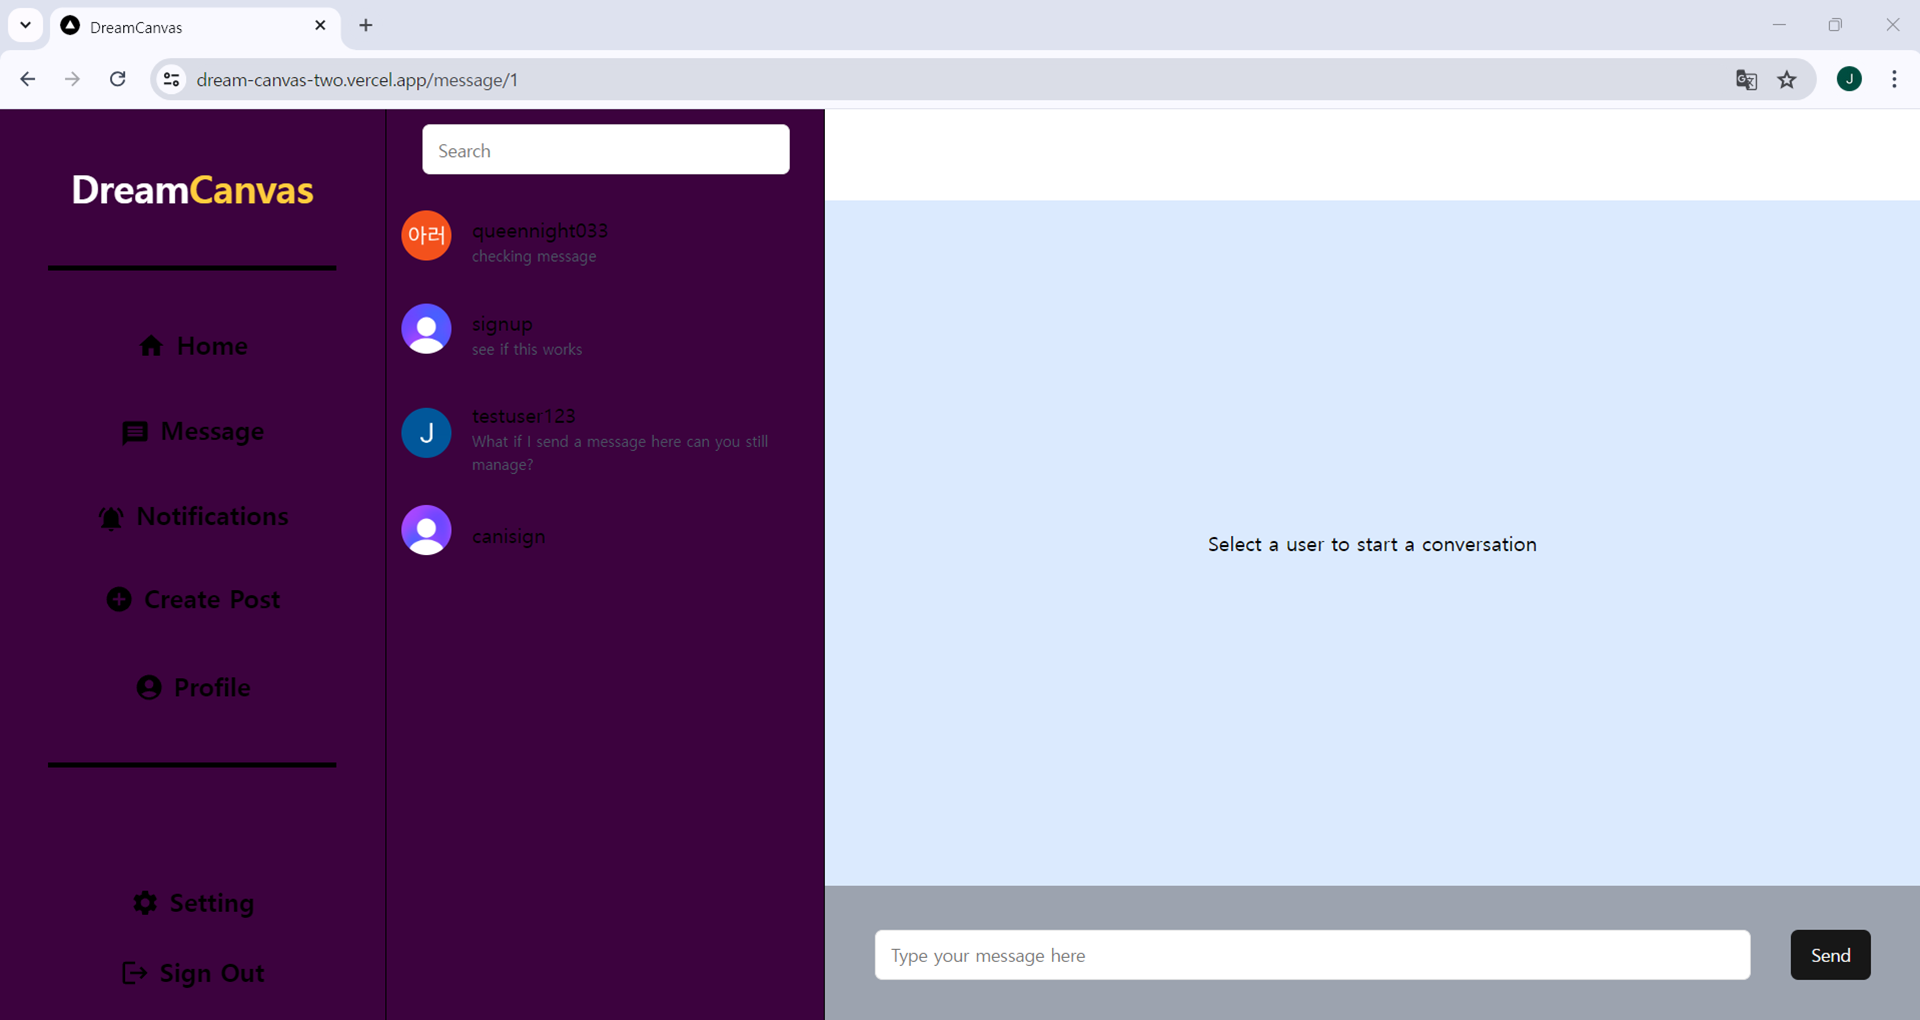 DreamCanvas
dream-canvas-two.vercel.app/message/1
J
DreamCanvas
Home
Message
Notifications
Create Post
Profile
Setting
Sign Out
Search
아러
queennight033
checking message
signup
see if this works
J
testuser123
What if I send a message here can you still
manage?
canisign
Select a user to start a conversation
Type your message here
Send